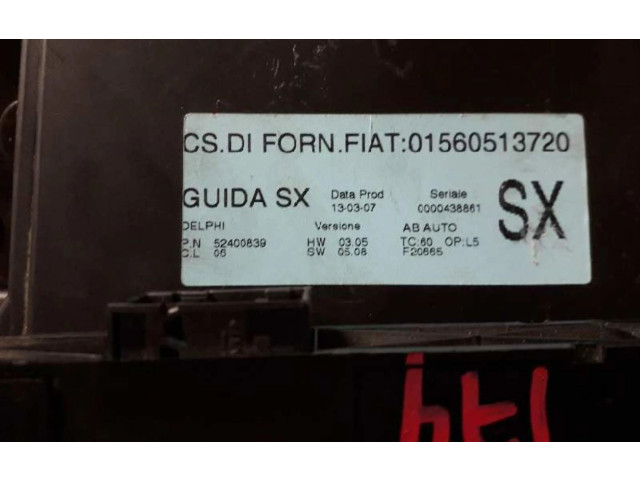 CS.DI FORN.FIAT:01560513720
GUIDA SX Data Prod Seriale SX
13-03-07 0000438861
DELPHI Versione AB AUTO
P.N 52400839 HW 03.05 TC:60 OP:L5
C.L 06 SW 05.08 F20665